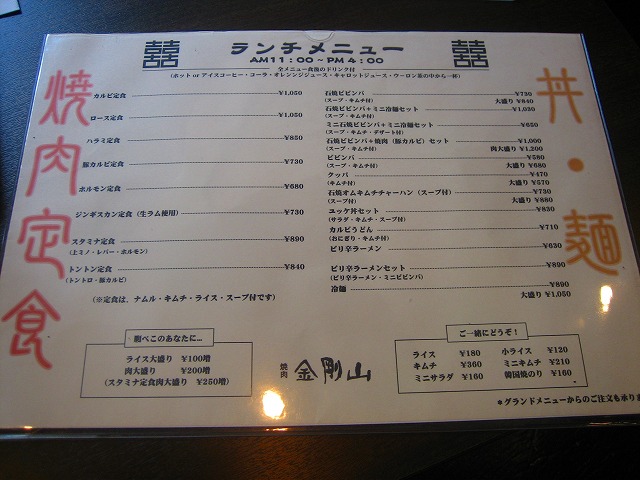 囍 ランチメニュー 囍
AM11：00～PM4：00
全メニュー食後のドリンク付
（ホット or アイスコーヒー・コーラ・オレンジジュース・キャロットジュース・ウーロン茶の中から一杯）
焼肉定食
カルビ定食 ¥1,050
ロース定食 ¥1,050
ハラミ定食 ¥850
豚カルビ定食 ¥730
ホルモン定食 ¥680
ジンギスカン定食（生ラム使用） ¥730
スタミナ定食 ¥890
（上ミノ・レバー・ホルモン）
トントン定食 ¥840
（トントロ・豚カルビ）
（※定食は、ナムル・キムチ・ライス・スープ付です）
丼・麺
石焼ビビンバ ¥730
（スープ・キムチ付） 大盛り ¥840
石焼ビビンバ＋ミニ冷麺セット ¥1,050
（スープ・キムチ付）
ミニ石焼ビビンバ＋ミニ冷麺セット ¥650
（スープ・キムチ・デザート付）
石焼ビビンバ＋焼肉（豚カルビ）セット ¥1,000
（スープ・キムチ付） 肉大盛り ¥1,200
ビビンバ ¥580
（スープ・キムチ付） 大盛り ¥680
クッパ ¥470
（キムチ付） 大盛り ¥570
石焼オムキムチチャーハン（スープ付） ¥730
（スープ付） 大盛り ¥880
ユッケ丼セット ¥830
（サラダ・キムチ・スープ付）
カルビうどん ¥710
（おにぎり・キムチ付）
ピリ辛ラーメン ¥630
ピリ辛ラーメンセット ¥890
（ピリ辛ラーメン・ミニビビンバ）
冷麺 ¥890
大盛り ¥1,050
腹ぺこのあなたに…
ライス大盛り ¥100増
肉大盛り ¥200増
（スタミナ定食肉大盛り ¥250増）
焼肉 金剛山
ご一緒にどうぞ！
ライス ¥180 小ライス ¥120
キムチ ¥360 ミニキムチ ¥210
ミニサラダ ¥160 韓国焼のり ¥160
＊グランドメニューからのご注文も承りま